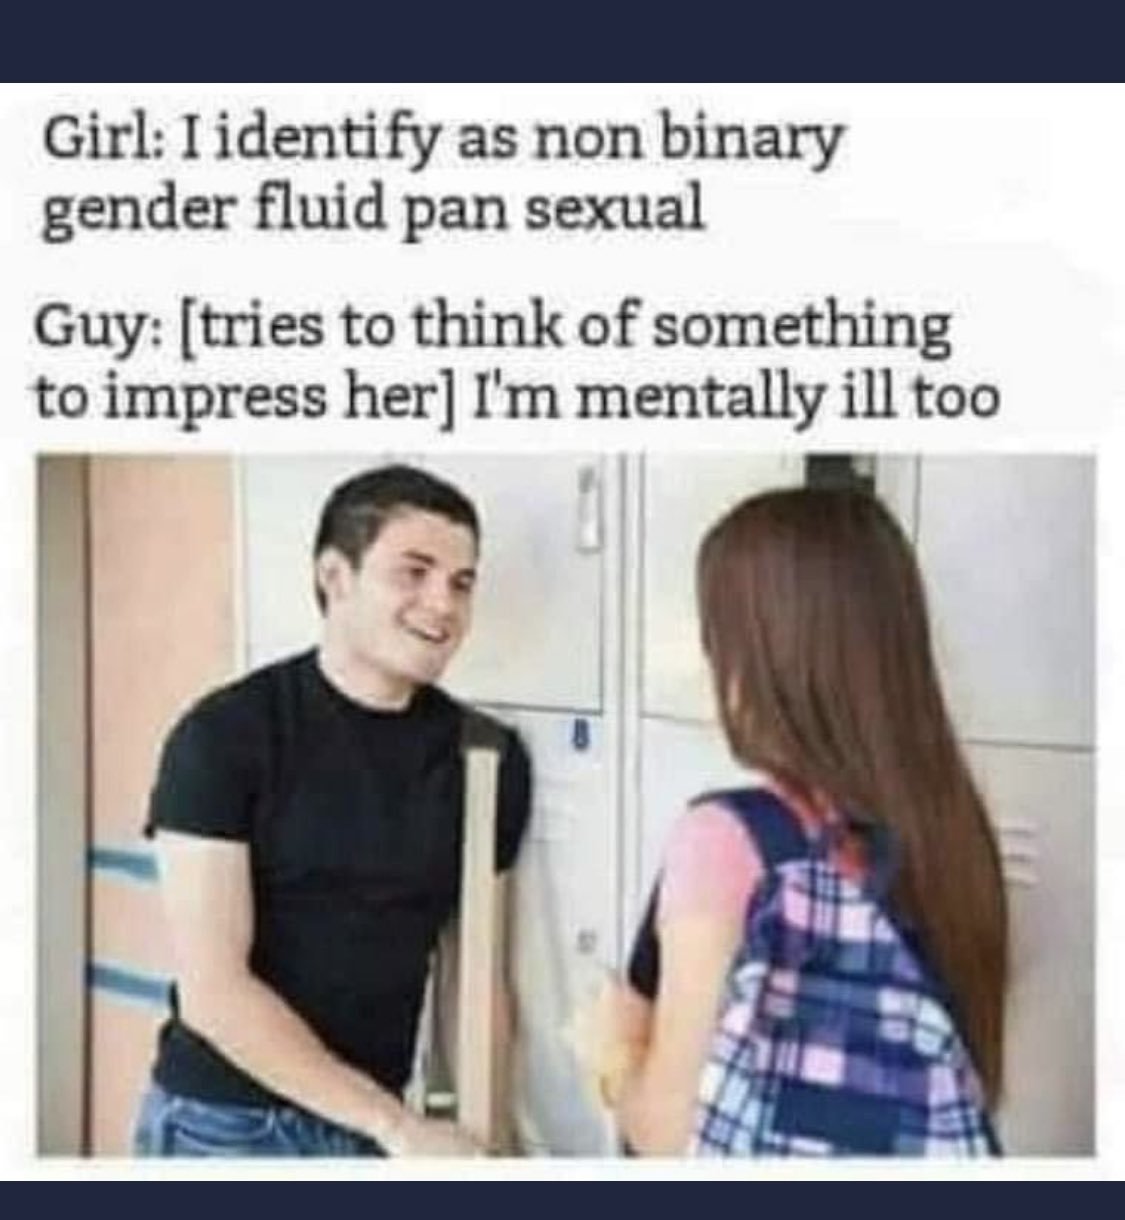 Girl: I identify as non binary
gender fluid pan sexual
Guy: [tries to think of something
to impress her] I'm mentally ill too